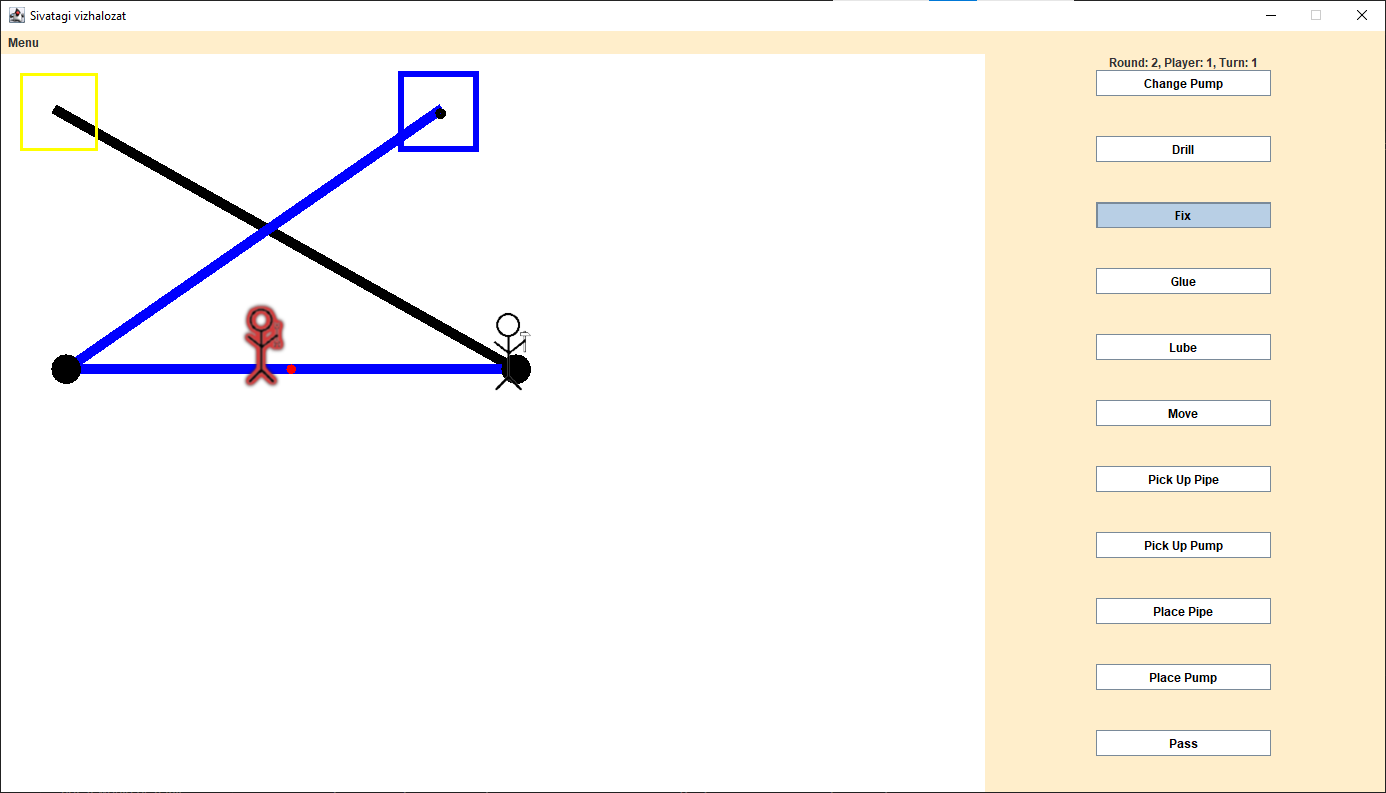 Sivatagi vizhalozat
Menu
Round: 2, Player: 1, Turn: 1
Change Pump
Drill
Fix
Glue
Lube
Move
Pick Up Pipe
Pick Up Pump
Place Pipe
Place Pump
Pass